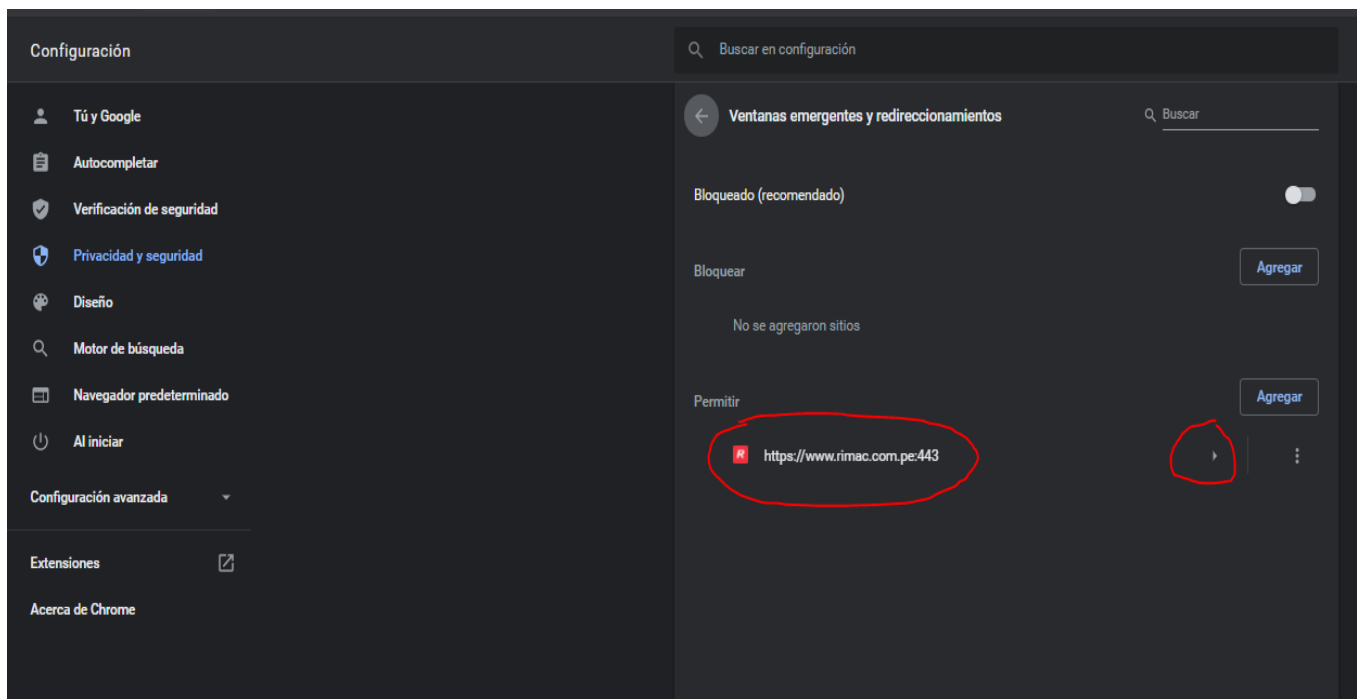 Configuración
Buscar en configuración
Tú y Google
Autocompletar
Verificación de seguridad
Privacidad y seguridad
Diseño
Motor de búsqueda
Navegador predeterminado
Al iniciar
Configuración avanzada
Extensiones
Acerca de Chrome
Ventanas emergentes y redireccionamientos
Buscar
Bloqueado (recomendado)
Bloquear
Agregar
No se agregaron sitios
Permitir
Agregar
R
https://www.rimac.com.pe:443